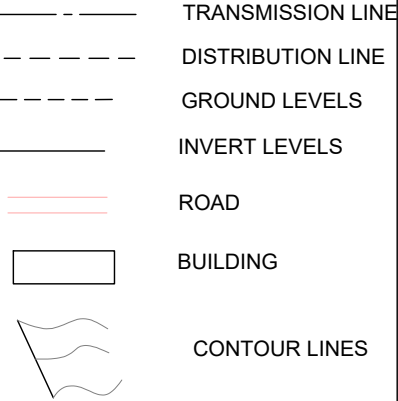 TRANSMISSION LINE
DISTRIBUTION LINE
GROUND LEVELS
INVERT LEVELS
ROAD
BUILDING
CONTOUR LINES